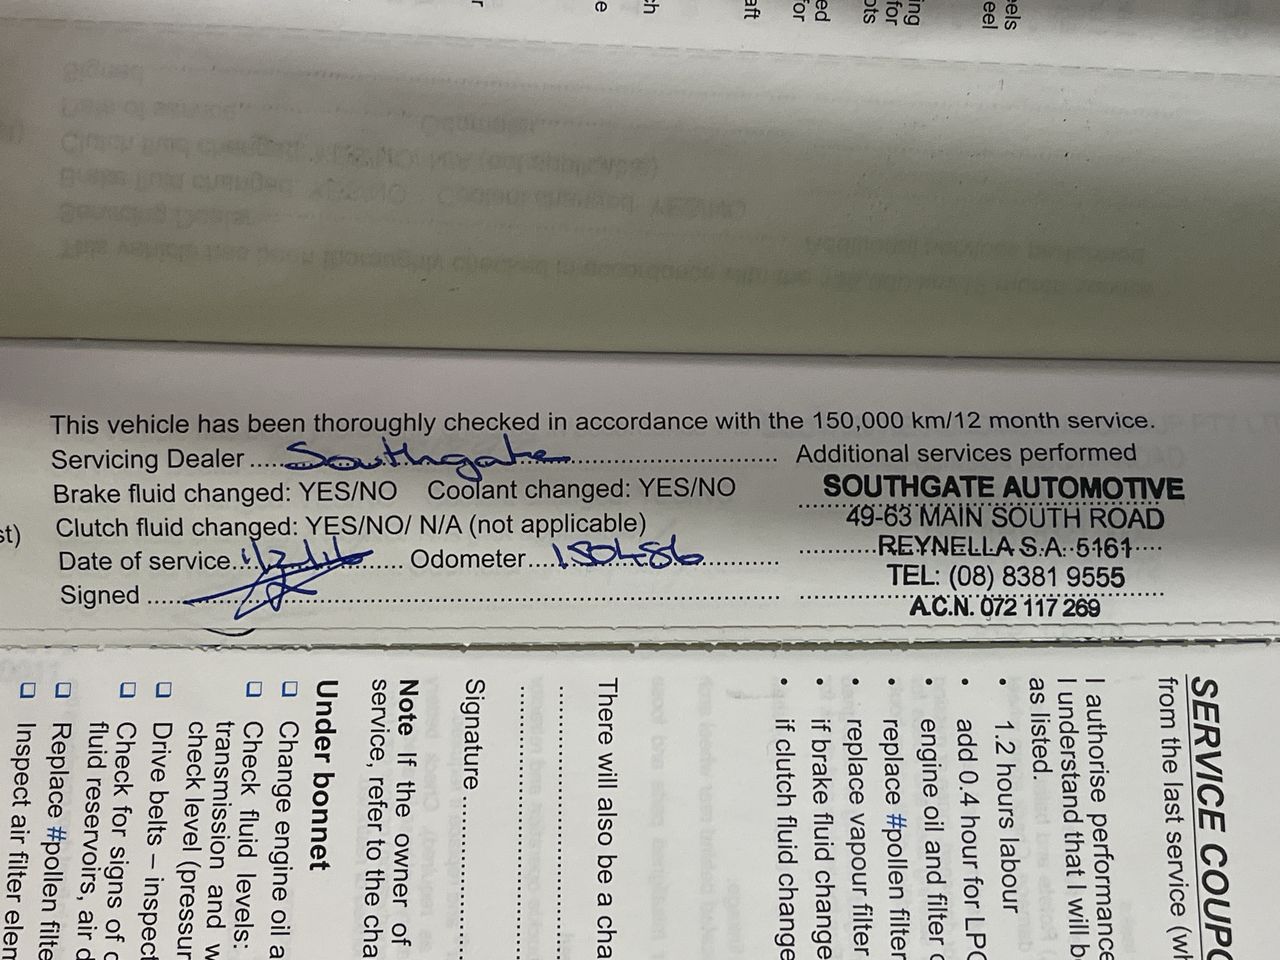 This vehicle has been thoroughly checked in accordance with the 150,000 km/12 month service.
Servicing Dealer Southgate
Additional services performed
Brake fluid changed: YES/NO Coolant changed: YES/NO
Clutch fluid changed: YES/NO/ N/A (not applicable)
Date of service Odometer 150486
Signed
SOUTHGATE AUTOMOTIVE
49-63 MAIN SOUTH ROAD
REYNELLA S.A. 5161
TEL: (08) 8381 9555
A.C.N. 072 117 269
st)
SERVICE COUPO
from the last service (wh
I authorise performance
I understand that I will b
as listed.
• 1.2 hours labour
• add 0.4 hour for LPG
• engine oil and filter c
• replace #pollen filter
• replace vapour filter
• if brake fluid change
• if clutch fluid change
There will also be a cha
Signature
Note If the owner of
service, refer to the cha
Under bonnet
Change engine oil a
Check fluid levels:
transmission and w
check level (pressur
Drive belts – inspect
Check for signs of c
fluid reservoirs, air d
Replace #pollen filte
Inspect air filter elem